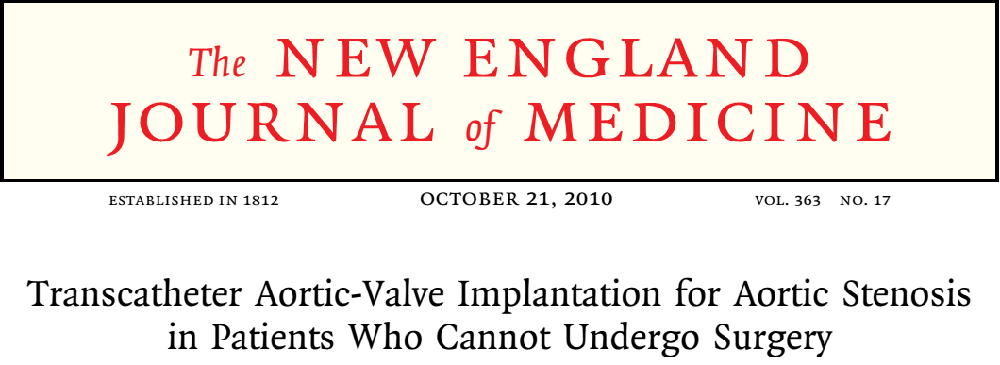 The NEW ENGLAND
JOURNAL of MEDICINE
ESTABLISHED IN 1812 OCTOBER 21, 2010 VOL. 363 NO. 17
Transcatheter Aortic-Valve Implantation for Aortic Stenosis
in Patients Who Cannot Undergo Surgery